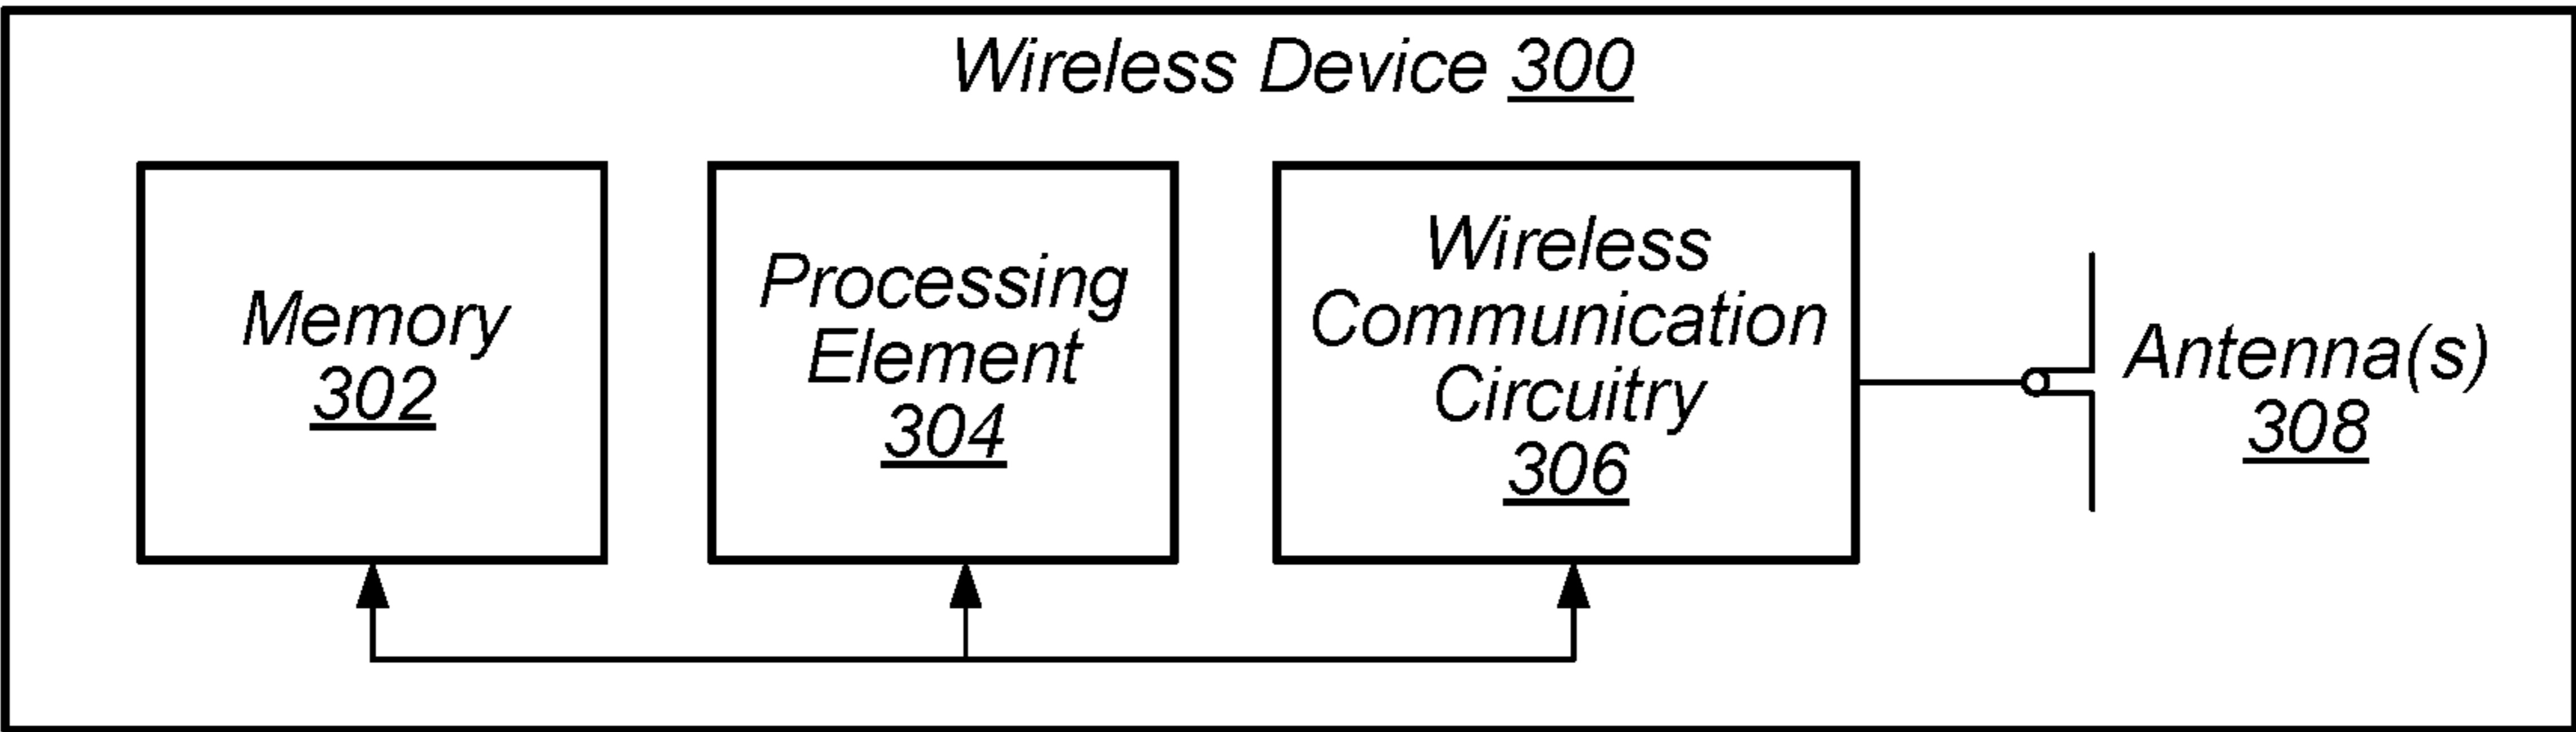 Wireless Device 300
Memory
302
Processing
Element
304
Wireless
Communication
Circuitry
306
Antenna(s)
308